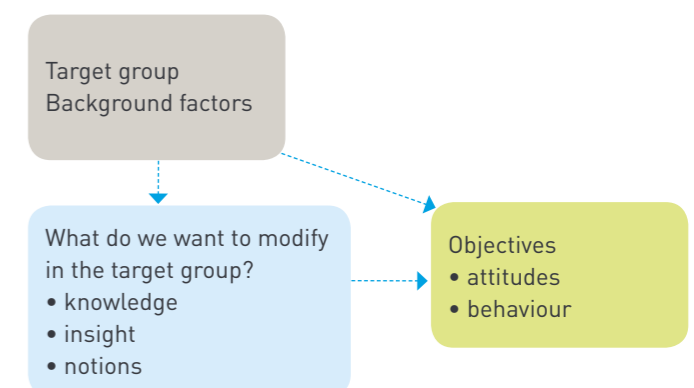 Target group
Background factors
What do we want to modify
in the target group?
• knowledge
• insight
• notions
Objectives
• attitudes
• behaviour